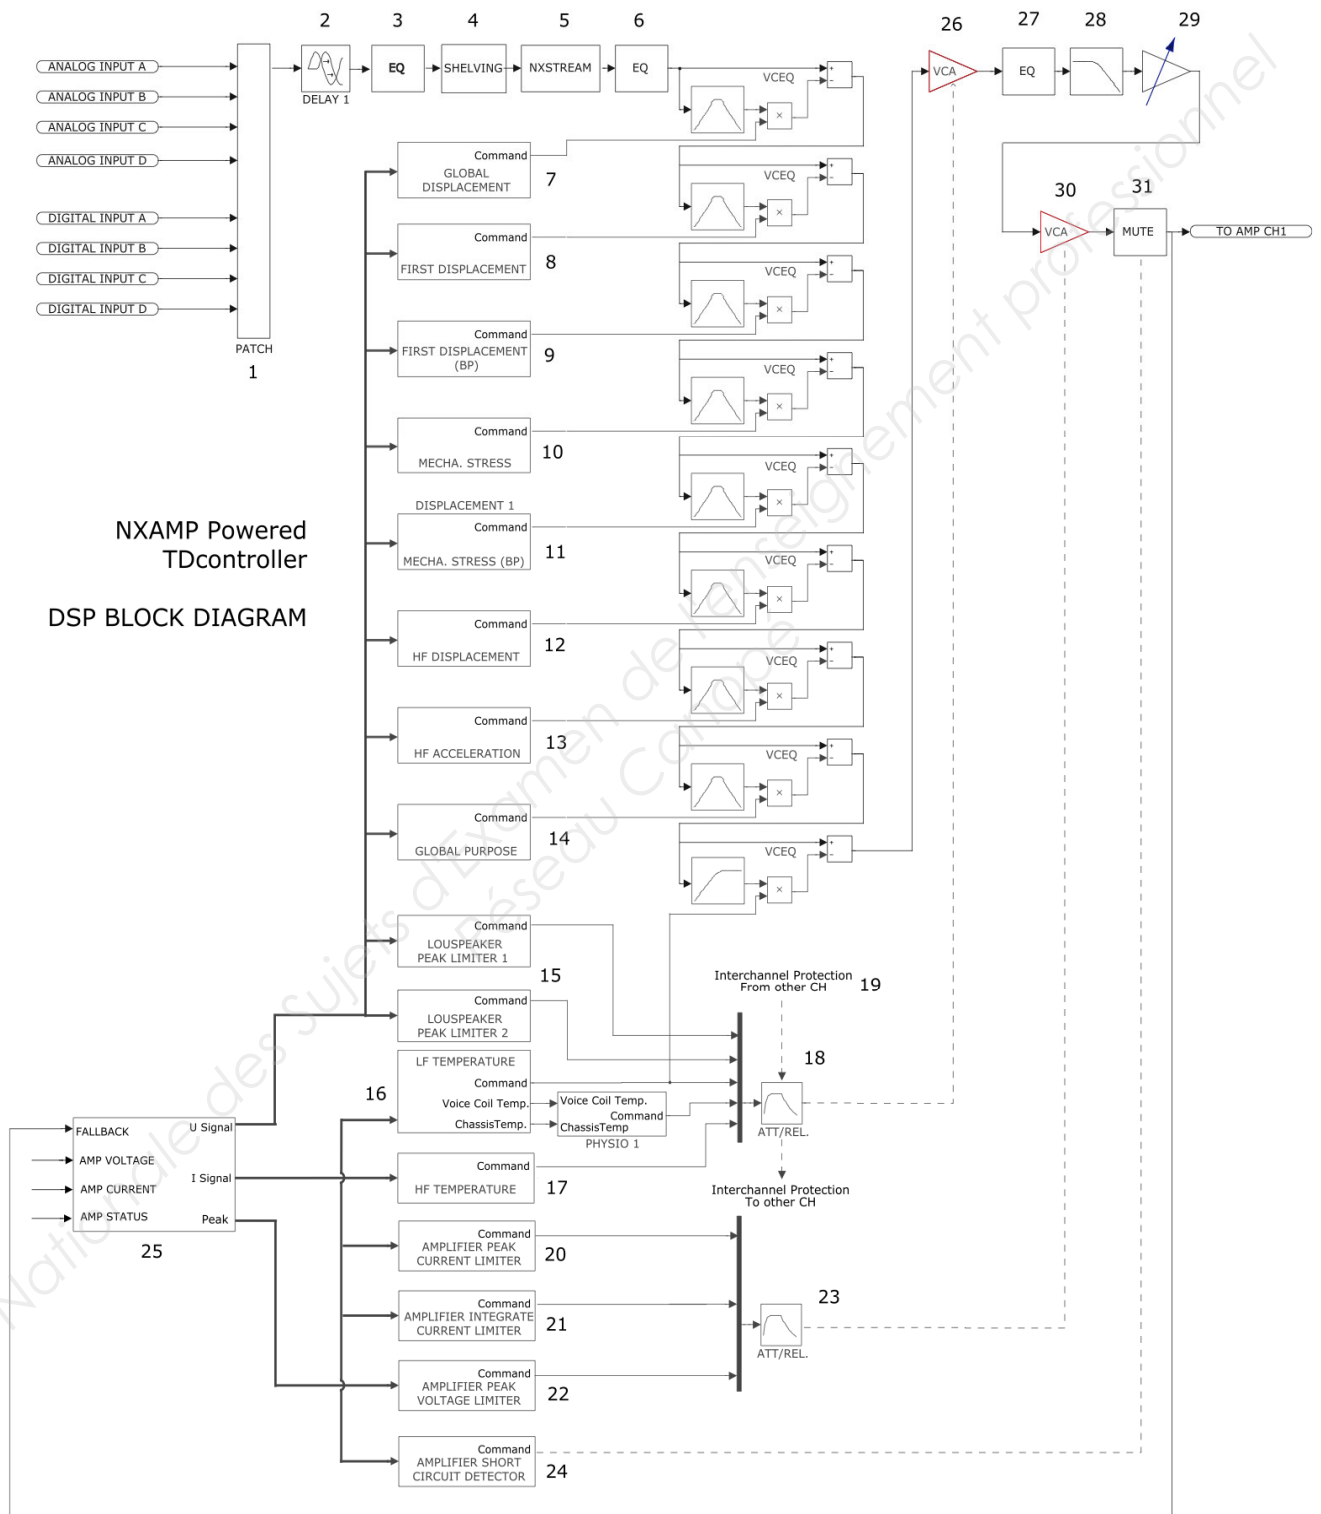 2
3
4
5
6
26
27
28
29
ANALOG INPUT A
ANALOG INPUT B
ANALOG INPUT C
ANALOG INPUT D
DIGITAL INPUT A
DIGITAL INPUT B
DIGITAL INPUT C
DIGITAL INPUT D
PATCH
1
DELAY 1
EQ
SHELVING
NXSTREAM
EQ
VCEQ
+
−
×
VCA
EQ
30
31
VCA
MUTE
TO AMP CH1
Command
GLOBAL
DISPLACEMENT
7
VCEQ
+
−
×
Command
FIRST DISPLACEMENT
8
VCEQ
+
−
×
Command
FIRST DISPLACEMENT
(BP)
9
VCEQ
+
−
×
Command
MECHA. STRESS
10
VCEQ
+
−
×
DISPLACEMENT 1
Command
MECHA. STRESS (BP)
11
VCEQ
+
−
×
Command
HF DISPLACEMENT
12
VCEQ
+
−
×
Command
HF ACCELERATION
13
VCEQ
+
−
×
Command
GLOBAL PURPOSE
14
VCEQ
+
−
×
NXAMP Powered
TDcontroller
DSP BLOCK DIAGRAM
Command
LOUSPEAKER
PEAK LIMITER 1
15
Command
LOUSPEAKER
PEAK LIMITER 2
Interchannel Protection
From other CH
19
18
ATT/REL.
Interchannel Protection
To other CH
16
LF TEMPERATURE
Command
Voice Coil Temp.
ChassisTemp.
Voice Coil Temp.
Command
ChassisTemp
PHYSIO 1
Command
HF TEMPERATURE
17
FALLBACK
AMP VOLTAGE
AMP CURRENT
AMP STATUS
U Signal
I Signal
Peak
25
Command
AMPLIFIER PEAK
CURRENT LIMITER
20
Command
AMPLIFIER INTEGRATE
CURRENT LIMITER
21
23
ATT/REL.
Command
AMPLIFIER PEAK
VOLTAGE LIMITER
22
Command
AMPLIFIER SHORT
CIRCUIT DETECTOR
24
Nationale des Sujets d'Examen de l'enseignement professionnel
Réseau Canopé